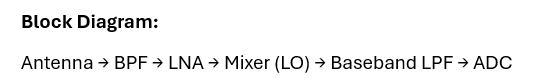 Block Diagram:
Antenna → BPF → LNA → Mixer (LO) → Baseband LPF → ADC